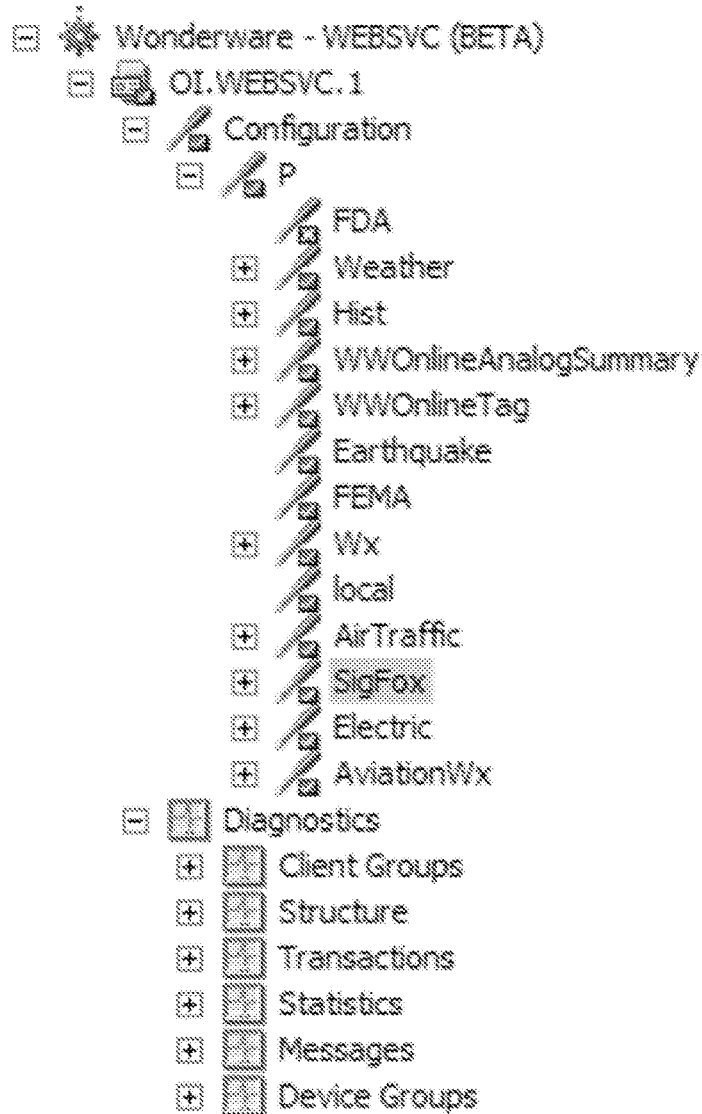 Wonderware - WEBSVC (BETA)
OI.WEBSVC.1
Configuration
P
FDA
Weather
Hist
WWOnlineAnalogSummary
WWOnlineTag
Earthquake
FEMA
Wx
local
AirTraffic
SigFox
Electric
AviationWx
Diagnostics
Client Groups
Structure
Transactions
Statistics
Messages
Device Groups